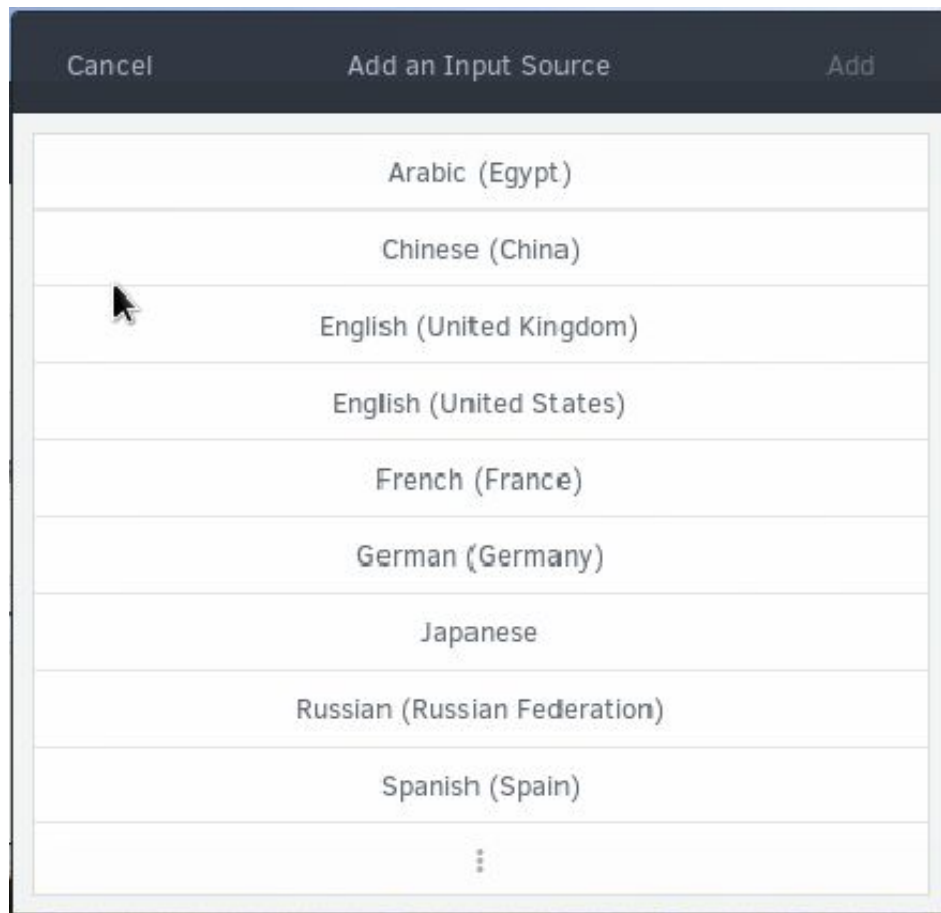 Cancel Add an Input Source Add
Arabic (Egypt)
Chinese (China)
English (United Kingdom)
English (United States)
French (France)
German (Germany)
Japanese
Russian (Russian Federation)
Spanish (Spain)